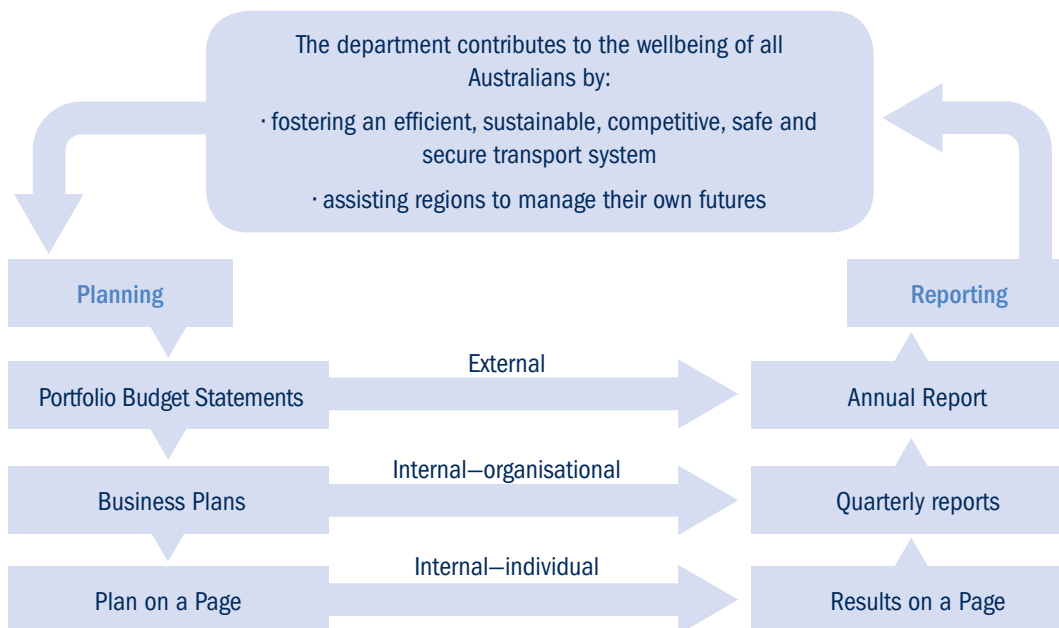 The department contributes to the wellbeing of all
Australians by:
· fostering an efficient, sustainable, competitive, safe and
secure transport system
· assisting regions to manage their own futures
Planning
Reporting
External
Portfolio Budget Statements
Annual Report
Internal—organisational
Business Plans
Quarterly reports
Internal—individual
Plan on a Page
Results on a Page